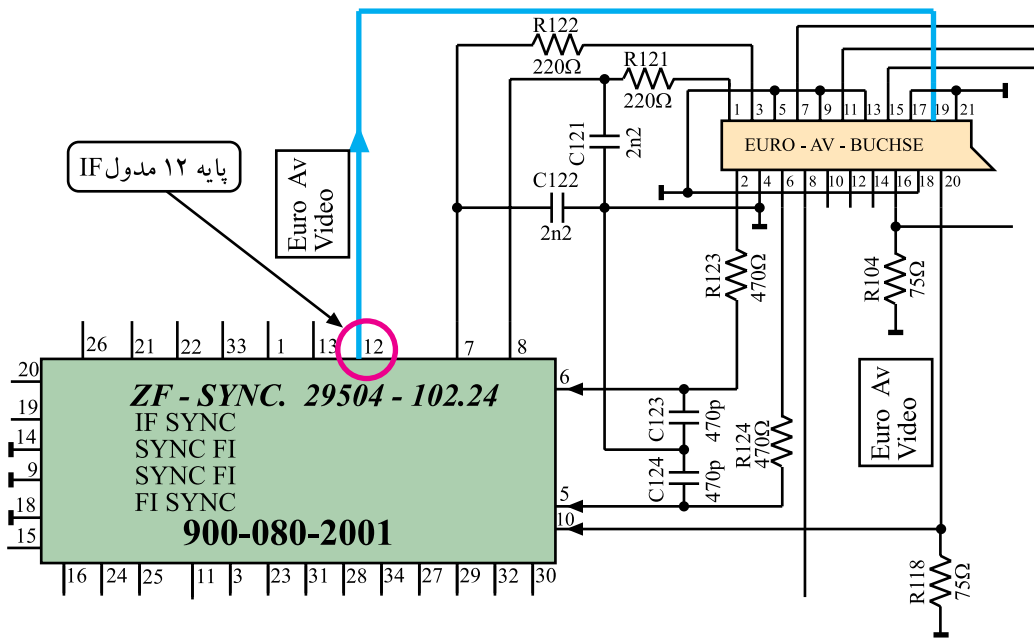 R122
220Ω
R121
220Ω
C121
2n2
C122
2n2
1 3 5 7 9 11 13 15 17 19 21
EURO - AV - BUCHSE
2 4 6 8 10 12 14 16 18 20
پایه ۱۲ مدول IF
Euro Av
Video
R123
470Ω
R104
75Ω
26 21 22 33 1 13 12 7 8
20
19
14
9
18
15
ZF - SYNC. 29504 - 102.24
IF SYNC
SYNC FI
SYNC FI
FI SYNC
900-080-2001
6
5
10
C123
470p
C124
470p
R124
470Ω
Euro Av
Video
R118
75Ω
16 24 25 11 3 23 31 28 34 27 29 32 30